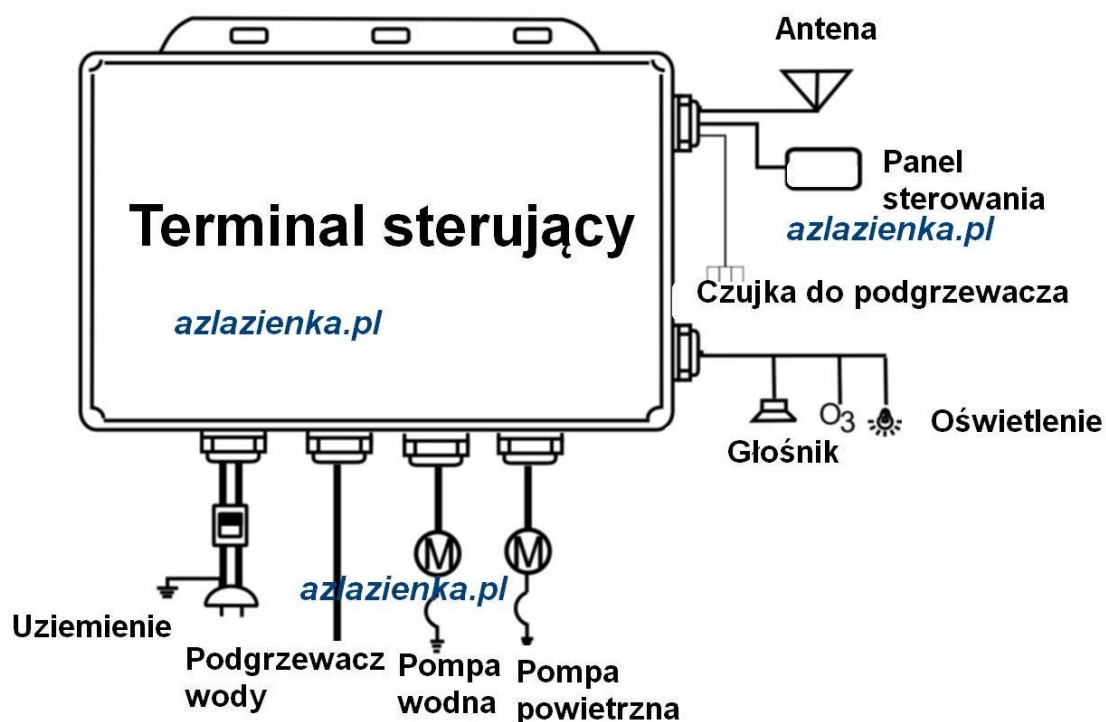 Antena
Panel
sterowania
azlazienka.pl
Terminal sterujący
azlazienka.pl
Czujka do podgrzewacza
O3
Głośnik
Oświetlenie
M
M
azlazienka.pl
Uziemienie
Podgrzewacz
wody
Pompa
wodna
Pompa
powietrzna